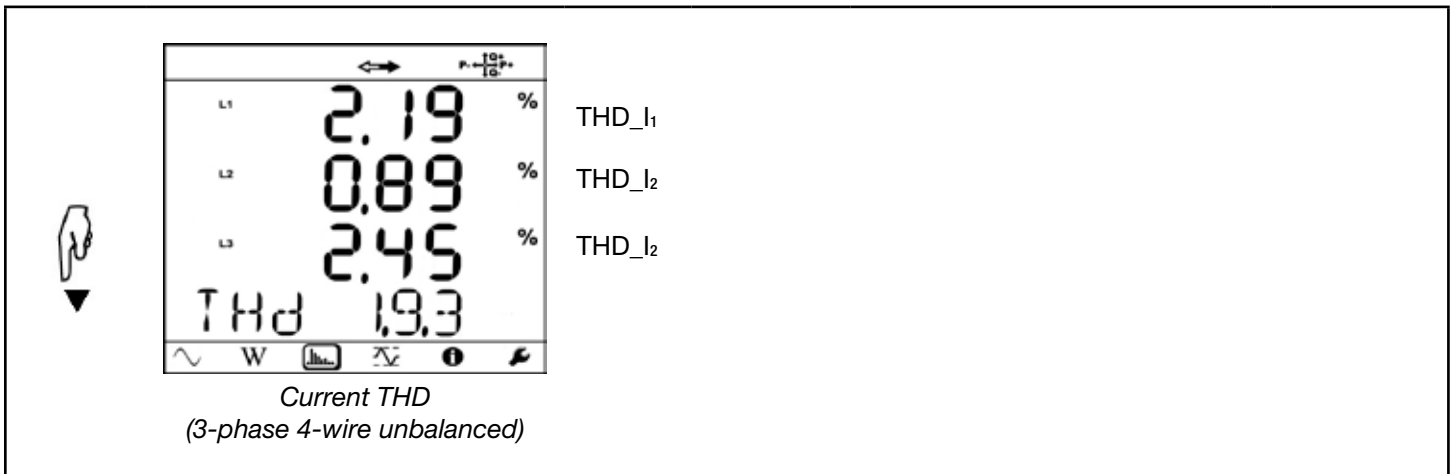 P- Q+ P+
Q-
L1 2.19 % THD_I₁
L2 0.89 % THD_I₂
L3 2.45 % THD_I₂
THd 1,9,3
W
Current THD
(3-phase 4-wire unbalanced)